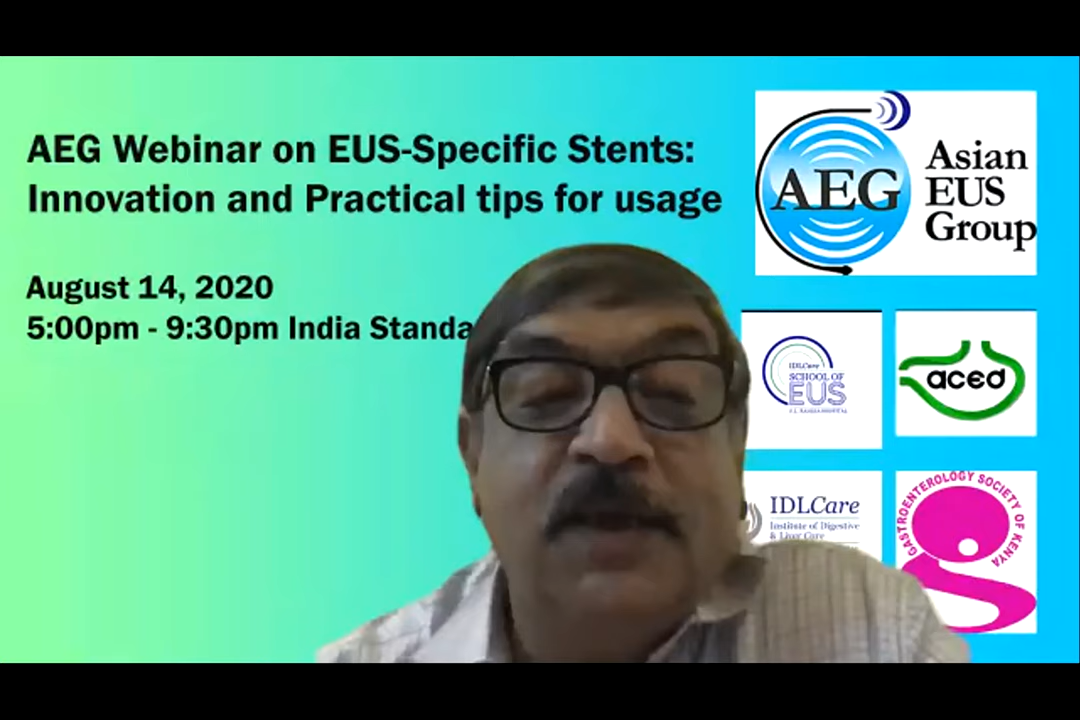 AEG Webinar on EUS-Specific Stents:
Innovation and Practical tips for usage
August 14, 2020
5:00pm - 9:30pm India Standa
AEG
Asian
EUS
Group
IDLCare
SCHOOL OF
EUS
aced
IDLCare
Institute of Digestive
& Liver Care
GASTROENTEROLOGY SOCIETY OF KENYA